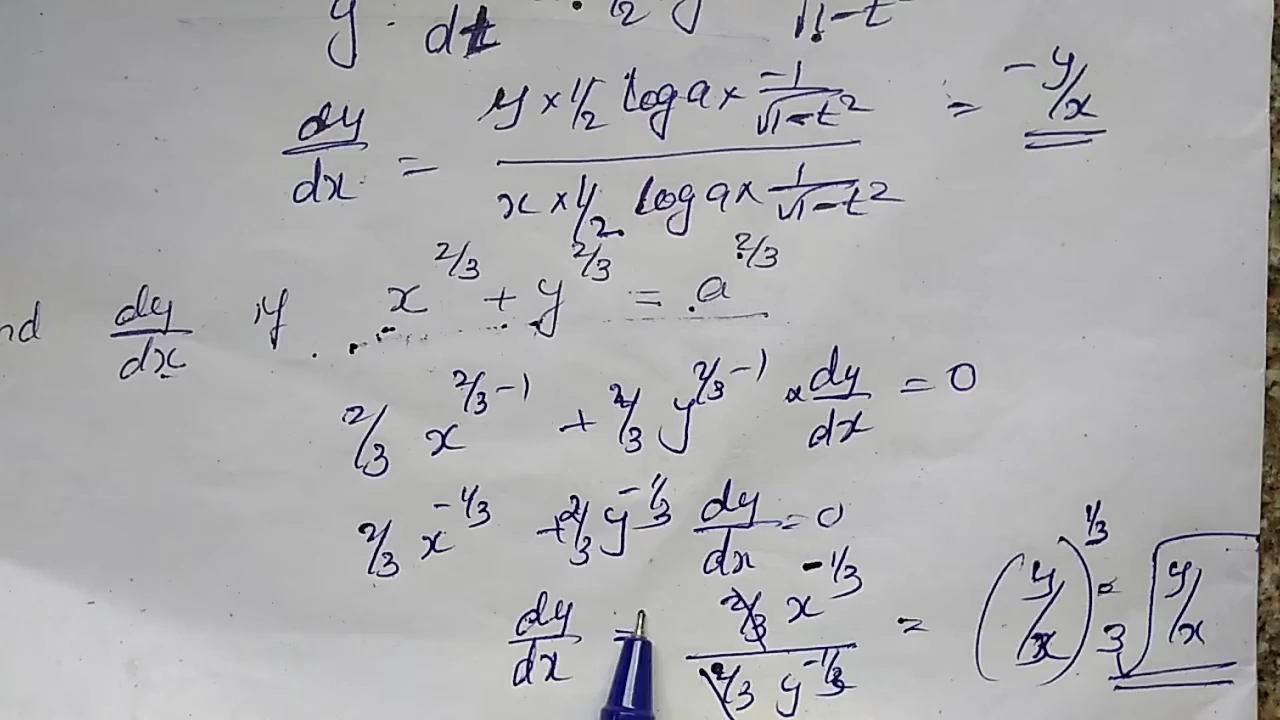 y · d/dt ½ y √1-t²
dy/dx = (y × ½ log a × -1/√1-t²) / (x × ½ log a × 1/√1-t²) = -y/x
nd dy/dx if x^2/3 + y^2/3 = a^2/3
2/3 x^2/3-1 + 2/3 y^2/3-1 × dy/dx = 0
2/3 x^-1/3 + 2/3 y^-1/3 dy/dx = 0
dy/dx = (2/3 x^-1/3) / (2/3 y^-1/3) = (y/x)^1/3 = 3√y/x